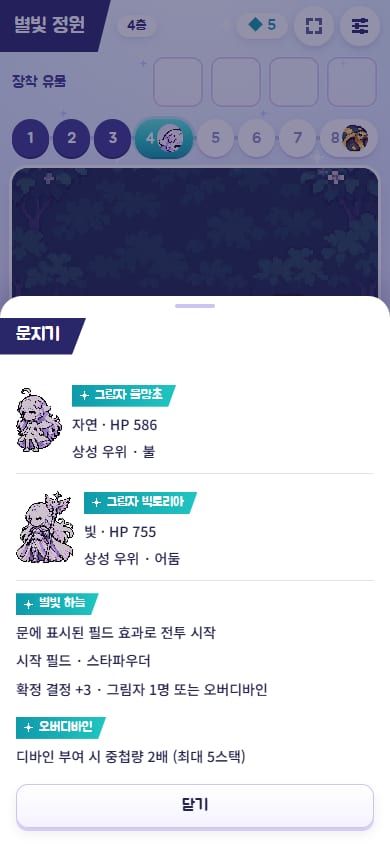 별빛 정원
4층
5
장착 유물
1 2 3 4 5 6 7 8
문지기
그림자 물망초
자연 · HP 586
상성 우위 · 불
그림자 빅토리아
빛 · HP 755
상성 우위 · 어둠
별빛 하늘
문에 표시된 필드 효과로 전투 시작
시작 필드 · 스타파우더
확정 결정 +3 · 그림자 1명 또는 오버디바인
오버디바인
디바인 부여 시 중첩량 2배 (최대 5스택)
닫기